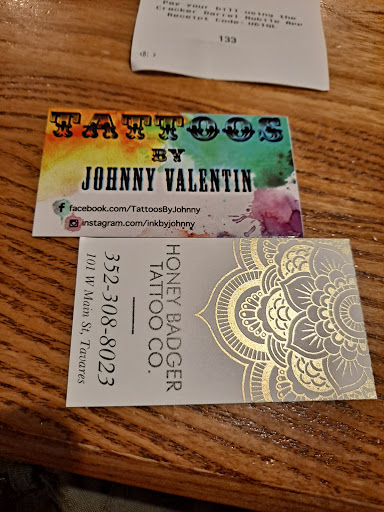 Pay your bill using the
Cracker Barrel Mobile App
Receipt Code:
133
TATTOOS
BY
JOHNNY VALENTIN
facebook.com/TattoosByJohnny
instagram.com/inkbyjohnny
HONEY BADGER
TATTOO CO.
352-308-8023
101 W Main St, Tavares